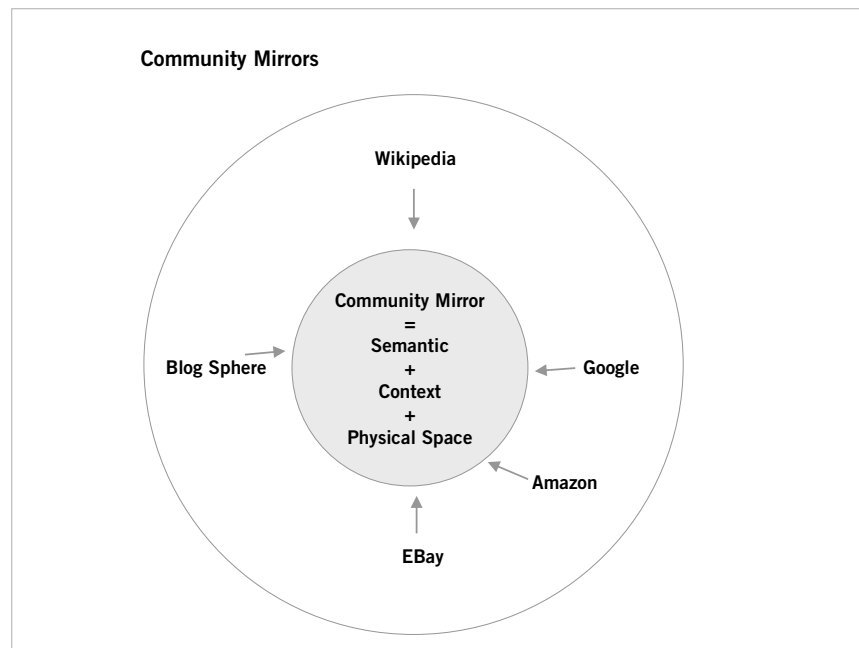 Community Mirrors
Wikipedia
Community Mirror
=
Semantic
+
Context
+
Physical Space
Blog Sphere
Google
Amazon
EBay